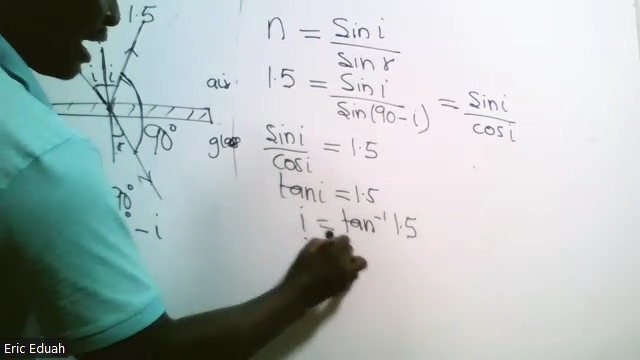 1.5
n = Sin i / Sin r
air
1.5 = Sin i / Sin(90-i) = Sin i / Cos i
i i
90°
r
glass
Sin i / Cos i = 1.5
tan i = 1.5
- i
i = tan⁻¹ 1.5
Eric Eduah